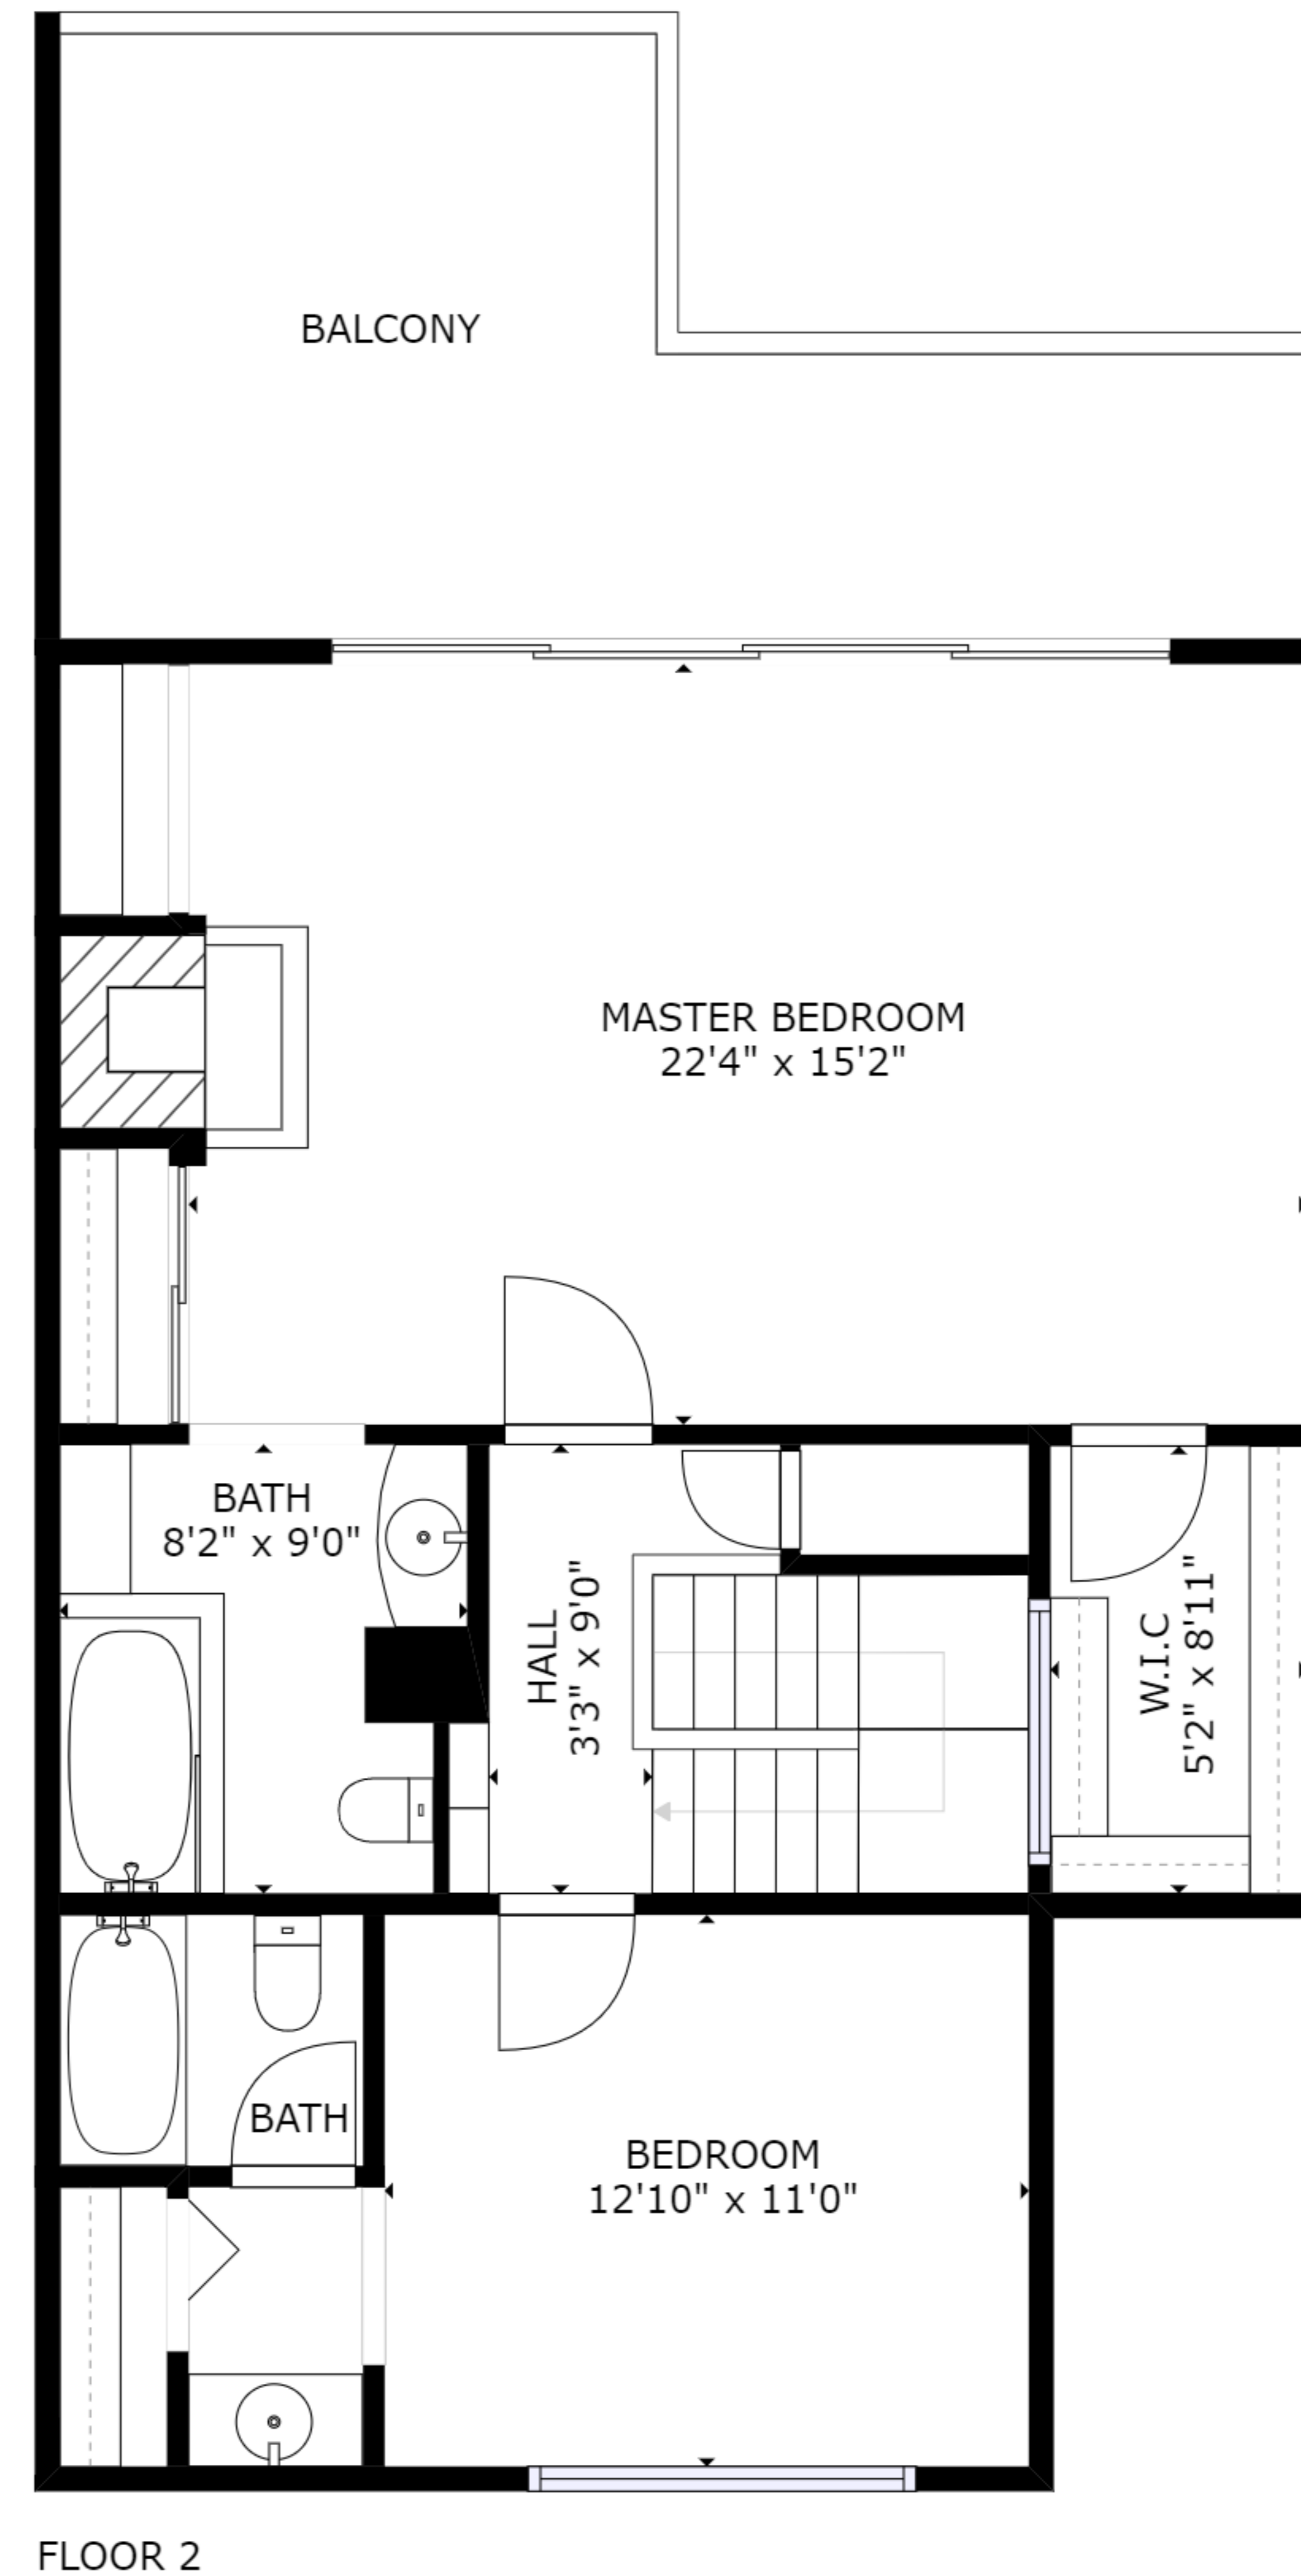 BALCONY
MASTER BEDROOM
22'4" x 15'2"
BATH
8'2" x 9'0"
HALL
3'3" x 9'0"
W.I.C
5'2" x 8'11"
BATH
BEDROOM
12'10" x 11'0"
FLOOR 2